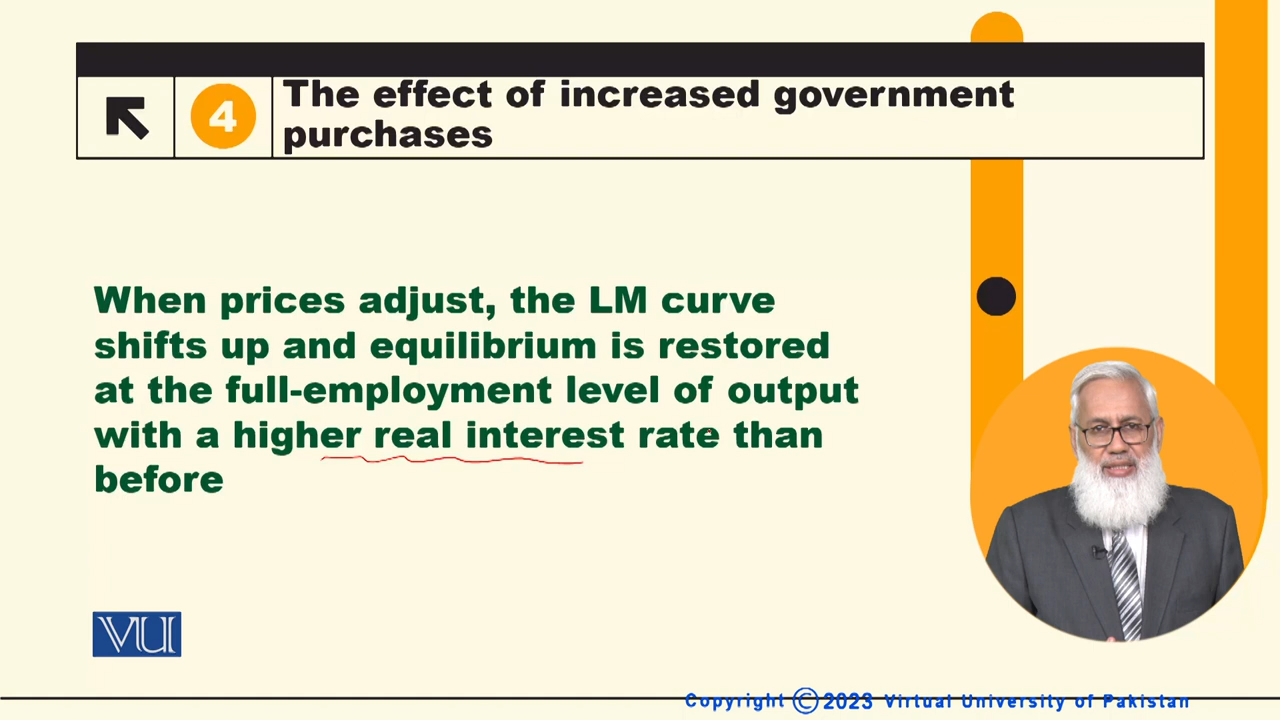 4
The effect of increased government
purchases
When prices adjust, the LM curve
shifts up and equilibrium is restored
at the full-employment level of output
with a higher real interest rate than
before
VU
Copyright © 2023 Virtual University of Pakistan